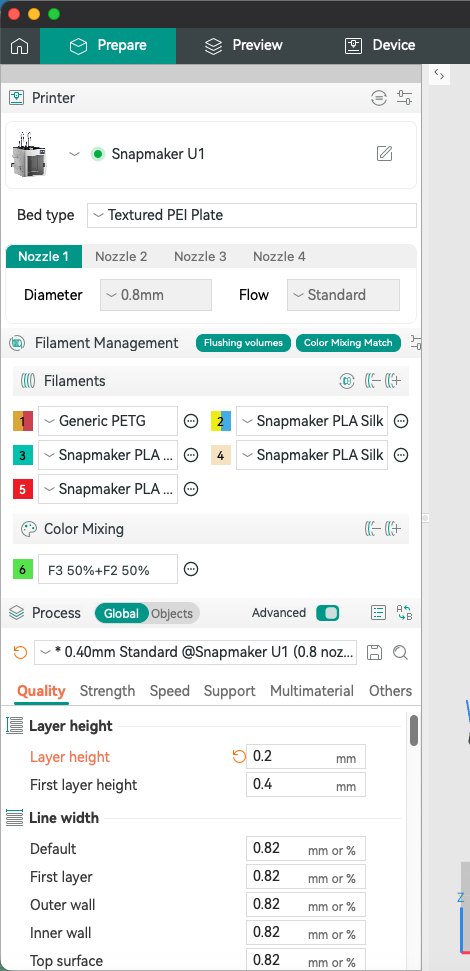 Prepare Preview Device
Printer
Snapmaker U1
Bed type Textured PEI Plate
Nozzle 1 Nozzle 2 Nozzle 3 Nozzle 4
Diameter 0.8mm Flow Standard
Filament Management Flushing volumes Color Mixing Match
Filaments
1 Generic PETG 2 Snapmaker PLA Silk
3 Snapmaker PLA ... 4 Snapmaker PLA Silk
5 Snapmaker PLA ...
Color Mixing
6 F3 50%+F2 50%
Process Global Objects Advanced
* 0.40mm Standard @Snapmaker U1 (0.8 noz...
Quality Strength Speed Support Multimaterial Others
Layer height
Layer height 0.2 mm
First layer height 0.4 mm
Line width
Default 0.82 mm or %
First layer 0.82 mm or %
Outer wall 0.82 mm or %
Inner wall 0.82 mm or %
Top surface 0.82 mm or %
Z